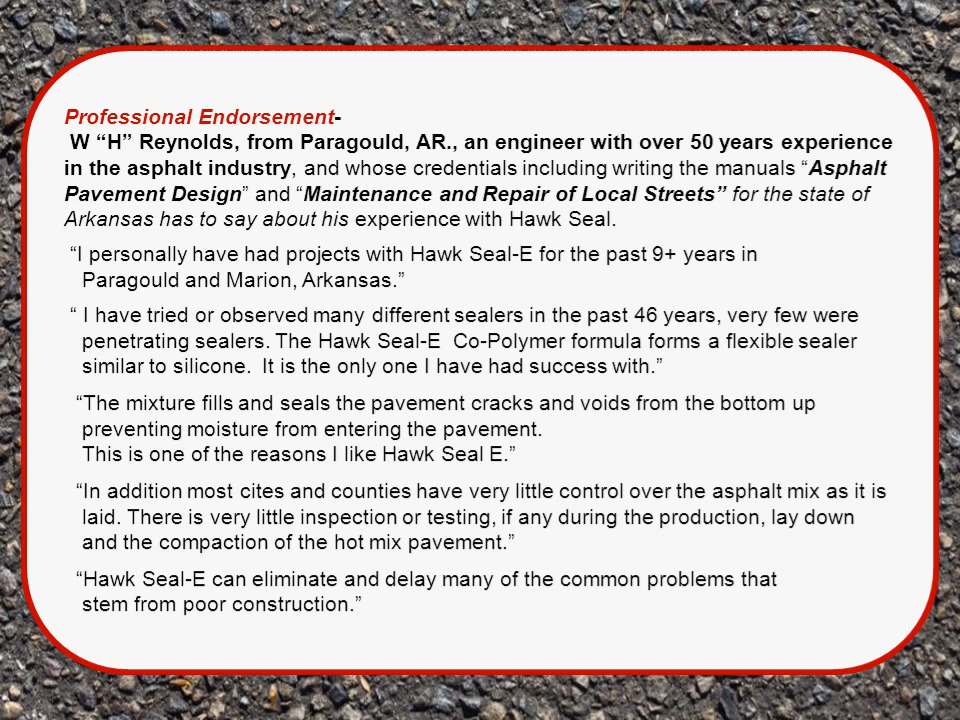 Professional Endorsement-
W “H” Reynolds, from Paragould, AR., an engineer with over 50 years experience
in the asphalt industry, and whose credentials including writing the manuals “Asphalt
Pavement Design” and “Maintenance and Repair of Local Streets” for the state of
Arkansas has to say about his experience with Hawk Seal.
“I personally have had projects with Hawk Seal-E for the past 9+ years in
Paragould and Marion, Arkansas.”
“ I have tried or observed many different sealers in the past 46 years, very few were
penetrating sealers. The Hawk Seal-E  Co-Polymer formula forms a flexible sealer
similar to silicone.  It is the only one I have had success with.”
“The mixture fills and seals the pavement cracks and voids from the bottom up
preventing moisture from entering the pavement.
This is one of the reasons I like Hawk Seal E.”
“In addition most cites and counties have very little control over the asphalt mix as it is
laid. There is very little inspection or testing, if any during the production, lay down
and the compaction of the hot mix pavement.”
“Hawk Seal-E can eliminate and delay many of the common problems that
stem from poor construction.”